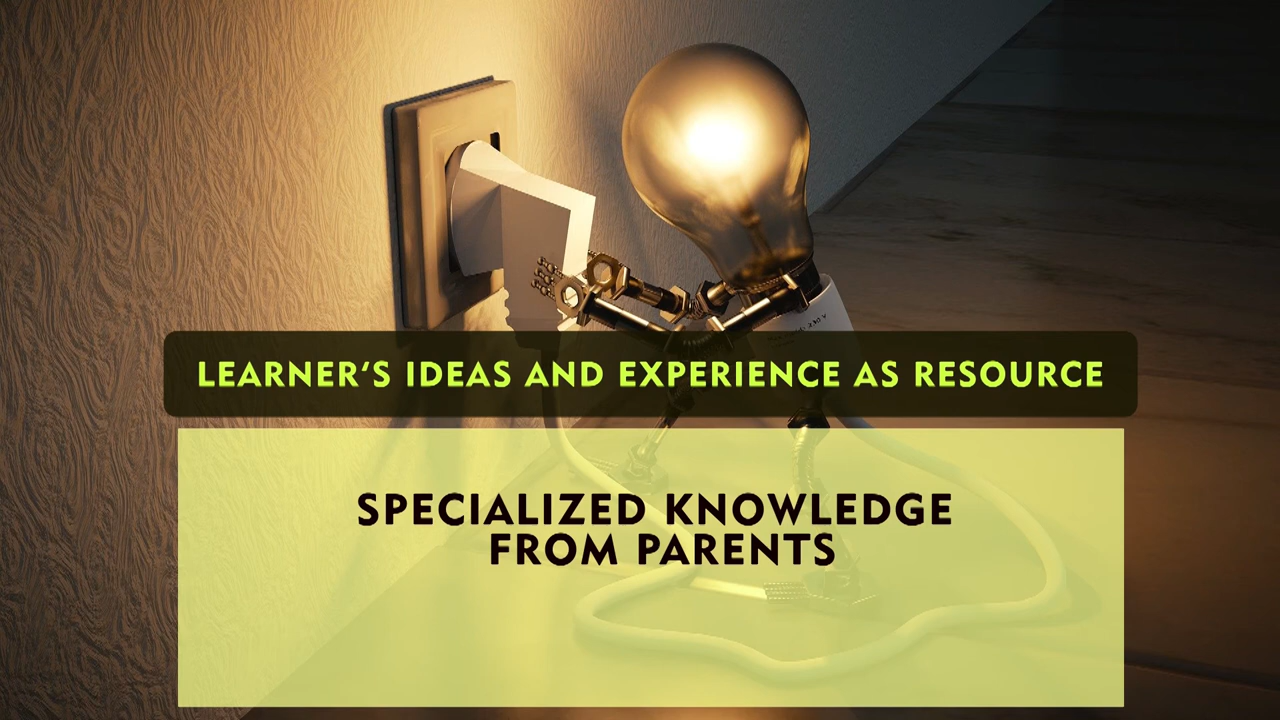 LEARNER'S IDEAS AND EXPERIENCE AS RESOURCE
SPECIALIZED KNOWLEDGE
FROM PARENTS